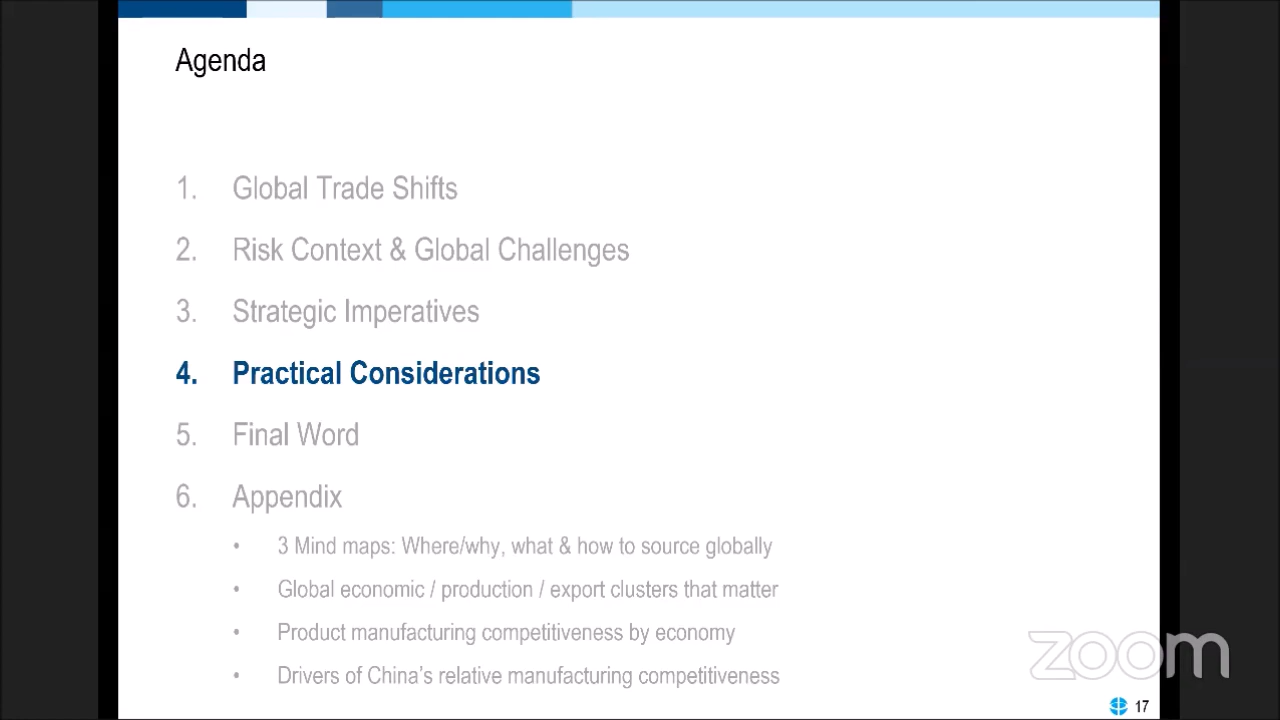 Agenda
1. Global Trade Shifts
2. Risk Context & Global Challenges
3. Strategic Imperatives
4. Practical Considerations
5. Final Word
6. Appendix
• 3 Mind maps: Where/why, what & how to source globally
• Global economic / production / export clusters that matter
• Product manufacturing competitiveness by economy
• Drivers of China's relative manufacturing competitiveness
zoom
17